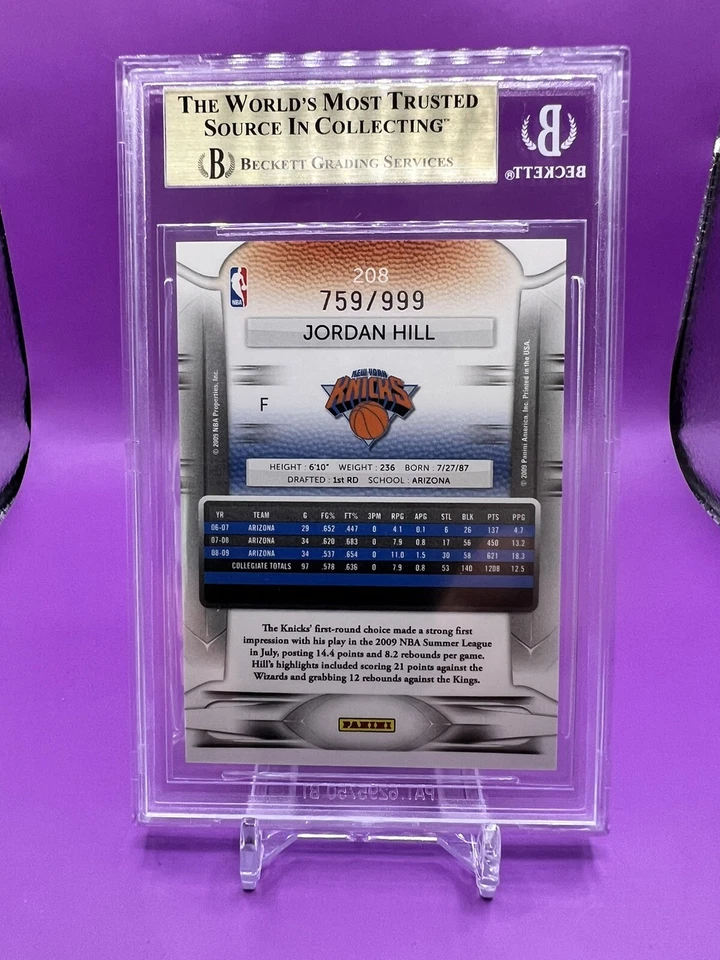 THE WORLD'S MOST TRUSTED
SOURCE IN COLLECTING™
B BECKETT GRADING SERVICES
B
BECKETT®
208
NBA
759/999
JORDAN HILL
NEW YORK
KNICKS
F
© 2009 NBA Properties, Inc.
© 2009 Panini America, Inc. Printed in the USA.
HEIGHT : 6'10" WEIGHT : 236 BORN : 7/27/87
DRAFTED : 1st RD SCHOOL : ARIZONA
YR TEAM G FG% FT% 3PM RPG APG STL BLK PTS PPG
06-07 ARIZONA 29 .652 .447 0 4.1 0.1 6 26 137 4.7
07-08 ARIZONA 34 .620 .683 0 7.9 0.8 17 56 450 13.2
08-09 ARIZONA 34 .537 .654 0 11.0 1.5 30 58 621 18.3
COLLEGIATE TOTALS 97 .578 .636 0 7.9 0.8 53 140 1208 12.5
The Knicks' first-round choice made a strong first
impression with his play in the 2009 NBA Summer League
in July, posting 14.4 points and 8.2 rebounds per game.
Hill's highlights included scoring 21 points against the
Wizards and grabbing 12 rebounds against the Kings.
PANINI